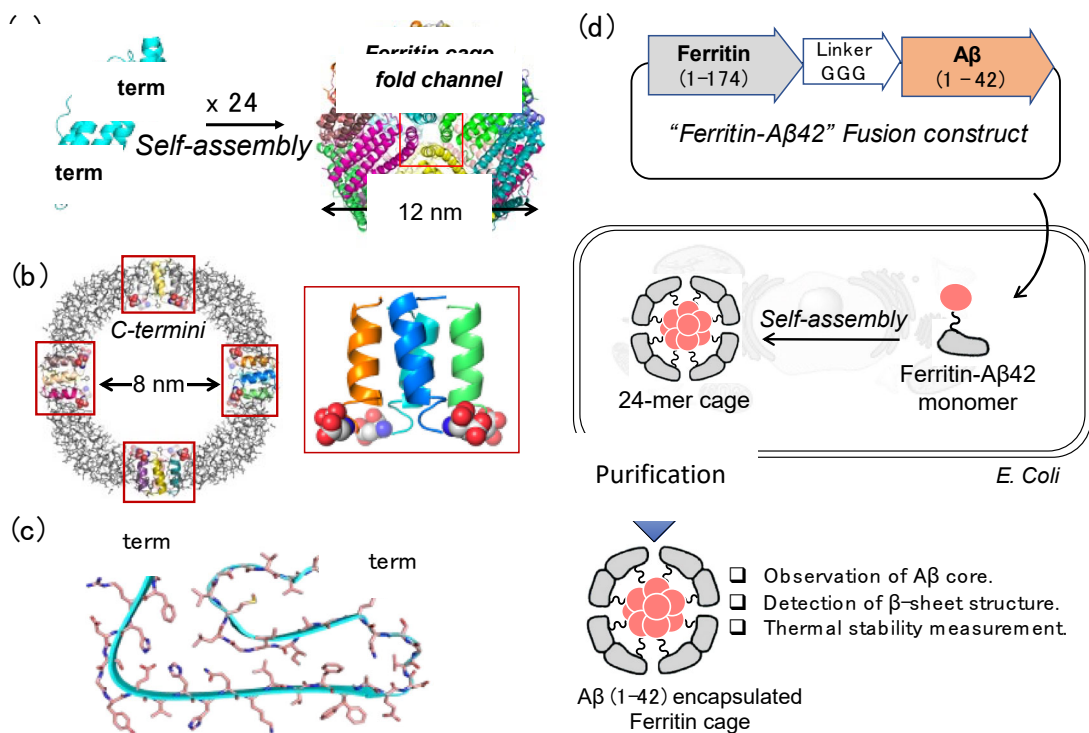 term
term
x 24
Self-assembly
Ferritin cage
fold channel
12 nm
(b)
C-termini
8 nm
(c)
term
term
(d)
Ferritin
(1-174)
Linker
GGG
Aβ
(1-42)
"Ferritin-Aβ42" Fusion construct
Self-assembly
24-mer cage
Ferritin-Aβ42
monomer
Purification
E. Coli
❑ Observation of Aβ core.
❑ Detection of β-sheet structure.
❑ Thermal stability measurement.
Aβ (1-42) encapsulated
Ferritin cage